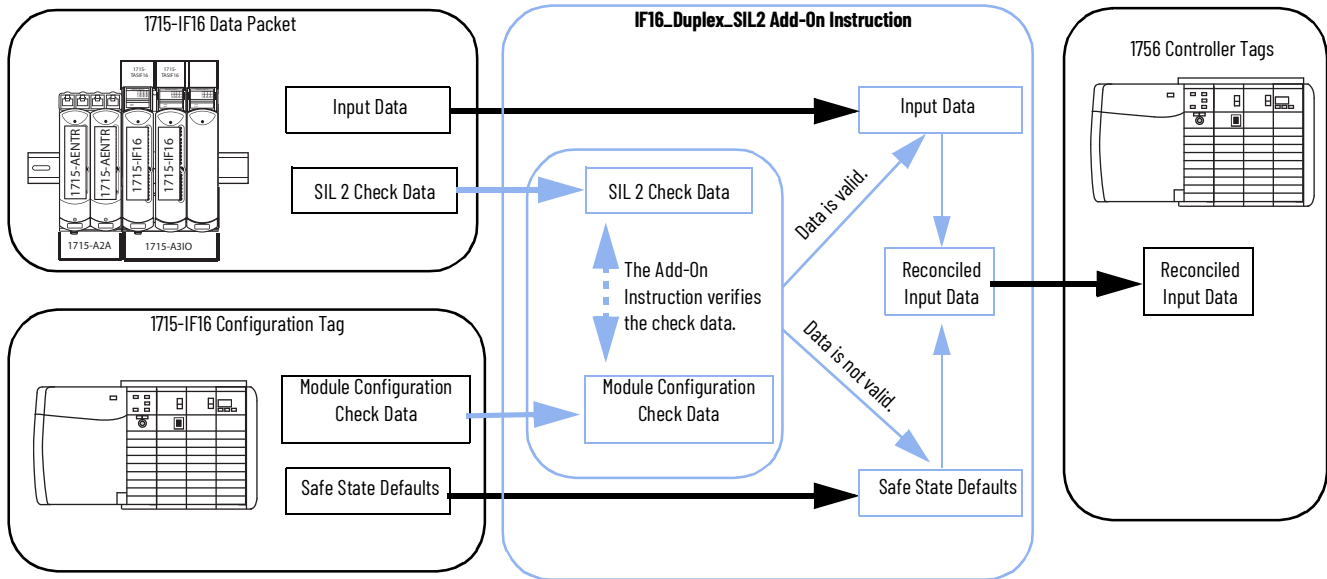 1715-IF16 Data Packet
1715-
TASIF16
1715-
TASIF16
1715-AENTR
1715-AENTR
1715-IF16
1715-IF16
1715-A2A
1715-A3IO
Input Data
SIL 2 Check Data
1715-IF16 Configuration Tag
Module Configuration
Check Data
Safe State Defaults
IF16_Duplex_SIL2 Add-On Instruction
SIL 2 Check Data
The Add-On
Instruction verifies
the check data.
Module Configuration
Check Data
Data is valid.
Data is not valid.
Input Data
Reconciled
Input Data
Safe State Defaults
1756 Controller Tags
Reconciled
Input Data